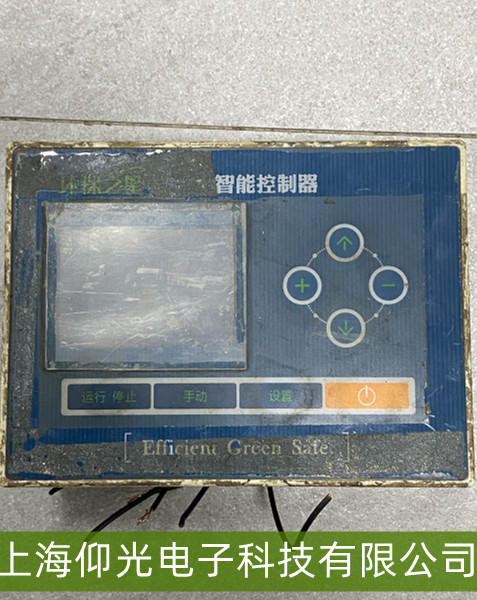 环保之星 智能控制器
+ −
运行 停止 手动 设置
Efficient Green Safe
上海仰光电子科技有限公司